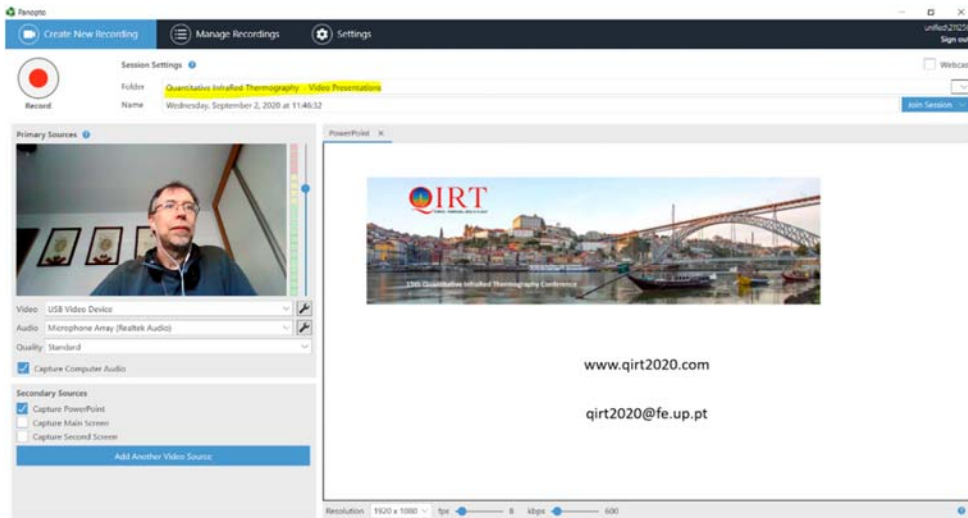 Panopto
Create New Recording
Manage Recordings
Settings
Sign out
Session Settings
Webcast
Record
Folder
Quantitative InfraRed Thermography - Video Presentations
Name
Wednesday, September 2, 2020 at 11:46:32
Join Session
Primary Sources
PowerPoint X
QIRT
15th Quantitative InfraRed Thermography Conference
Video USB Video Device
Audio Microphone Array (Realtek Audio)
Quality Standard
Capture Computer Audio
www.qirt2020.com
Secondary Sources
Capture PowerPoint
Capture Main Screen
Capture Second Screen
qirt2020@fe.up.pt
Add Another Video Source
Resolution 1920 x 1080 fps 8 kbps 600